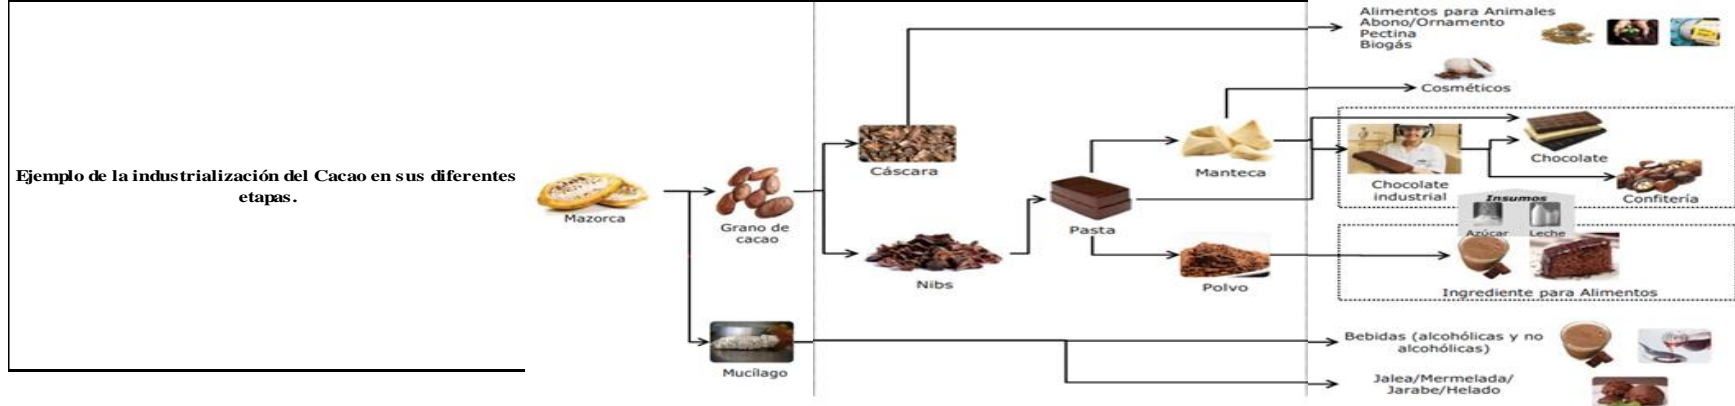 Ejemplo de la industrialización del Cacao en sus diferentes
etapas.
Mazorca
Grano de
cacao
Mucílago
Cáscara
Nibs
Pasta
Manteca
Polvo
Alimentos para Animales
Abono/Ornamento
Pectina
Biogás
Cosméticos
Chocolate
industrial
Chocolate
Confitería
Insumos
Azúcar
Leche
Ingrediente para Alimentos
Bebidas (alcohólicas y no
alcohólicas)
Jalea/Mermelada/
Jarabe/Helado